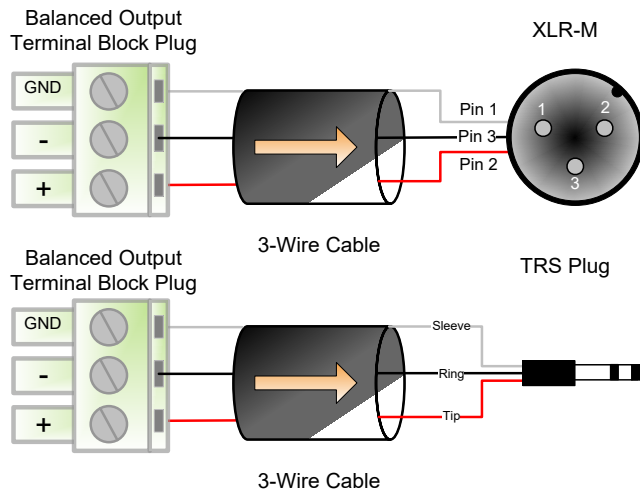 Balanced Output
Terminal Block Plug
XLR-M
GND
-
+
Pin 1
Pin 3
Pin 2
1
2
3
3-Wire Cable
Balanced Output
Terminal Block Plug
TRS Plug
GND
-
+
Sleeve
Ring
Tip
3-Wire Cable